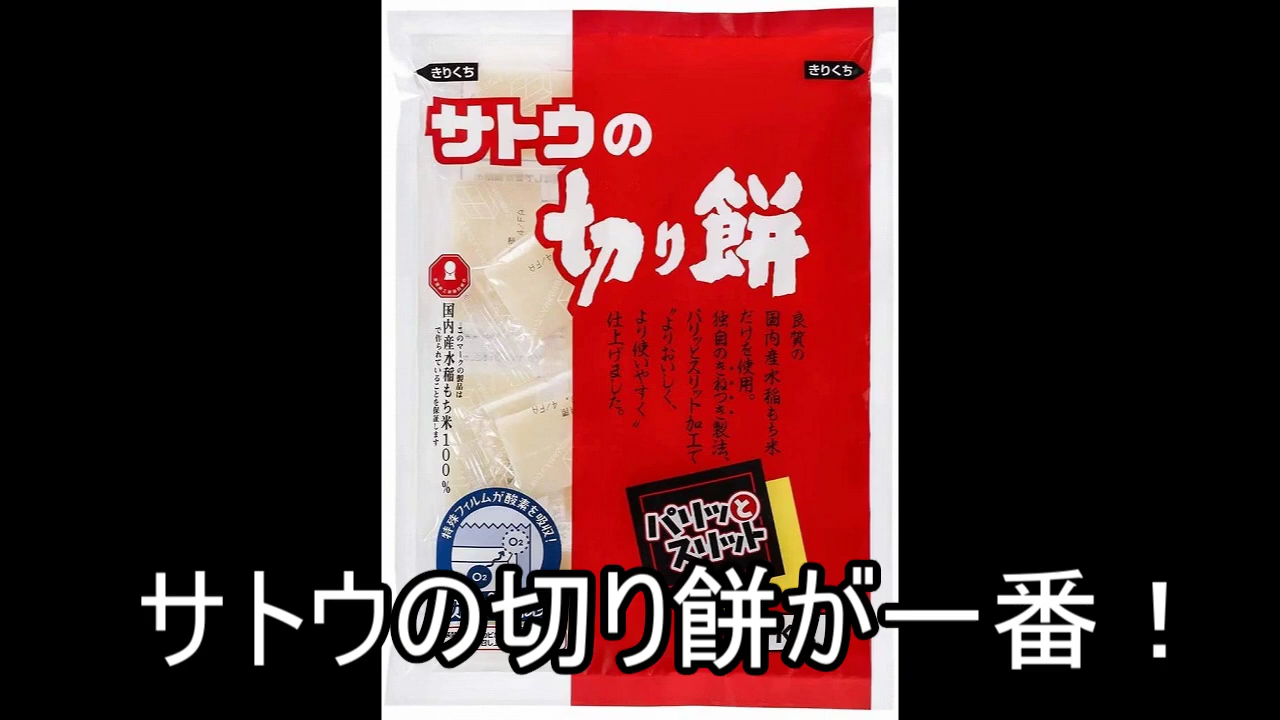 きりくち
きりくち
サトウの
切り餅
良質の
国内産水稲もち米
だけを使用。
独自のきねつき製法、
パリッとスリット加工で
“よりおいしく、
より使いやすく”
仕上げました。
このマークの製品は
国内産水稲もち米100%
で作られていることを保証します
特殊フィルムが酸素を吸収!
O2
O2
パリッと
スリット
サトウの切り餅が一番!